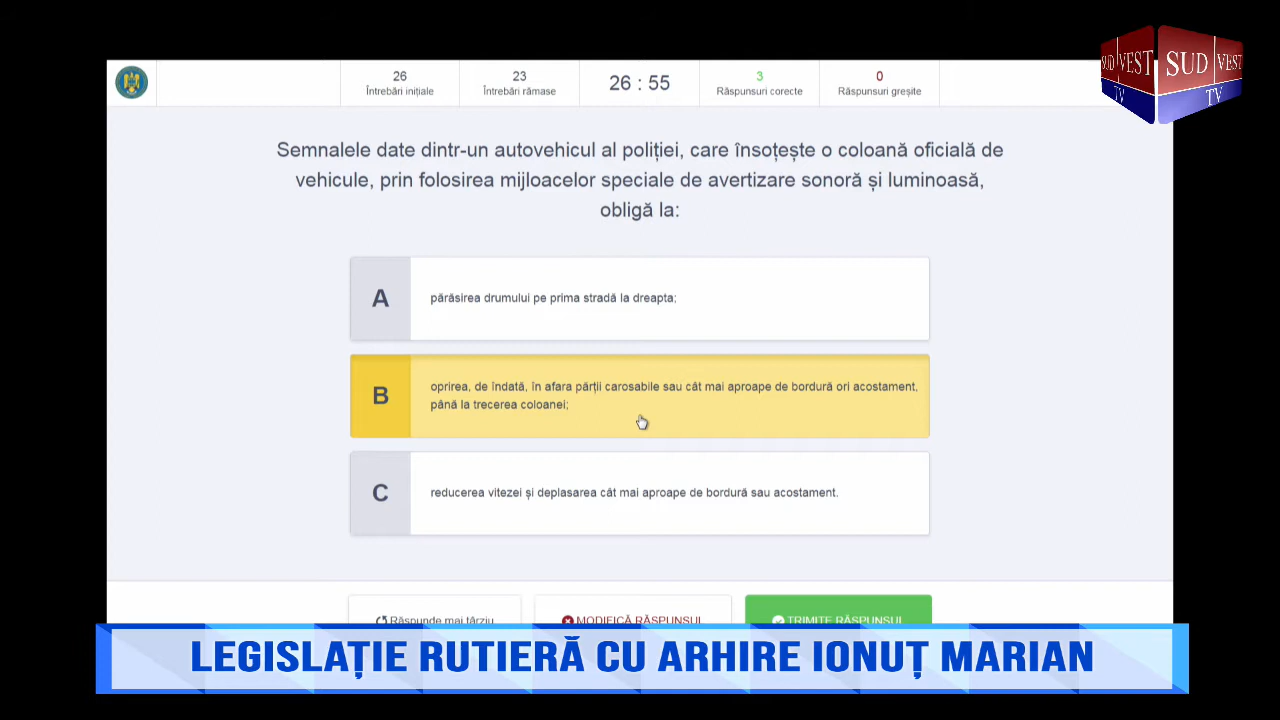 SUD VEST SUD VEST
TV TV
26
Întrebări inițiale
23
Întrebări rămase
26 : 55
3
Răspunsuri corecte
0
Răspunsuri greșite
Semnalele date dintr-un autovehicul al poliției, care însoțește o coloană oficială de
vehicule, prin folosirea mijloacelor speciale de avertizare sonoră și luminoasă,
obligă la:
A
părăsirea drumului pe prima stradă la dreapta;
B
oprirea, de îndată, în afara părții carosabile sau cât mai aproape de bordură ori acostament,
până la trecerea coloanei;
C
reducerea vitezei și deplasarea cât mai aproape de bordură sau acostament.
Răspunde mai târziu
MODIFICĂ RĂSPUNSUL
TRIMITE RĂSPUNSUL
LEGISLAȚIE RUTIERĂ CU ARHIRE IONUȚ MARIAN